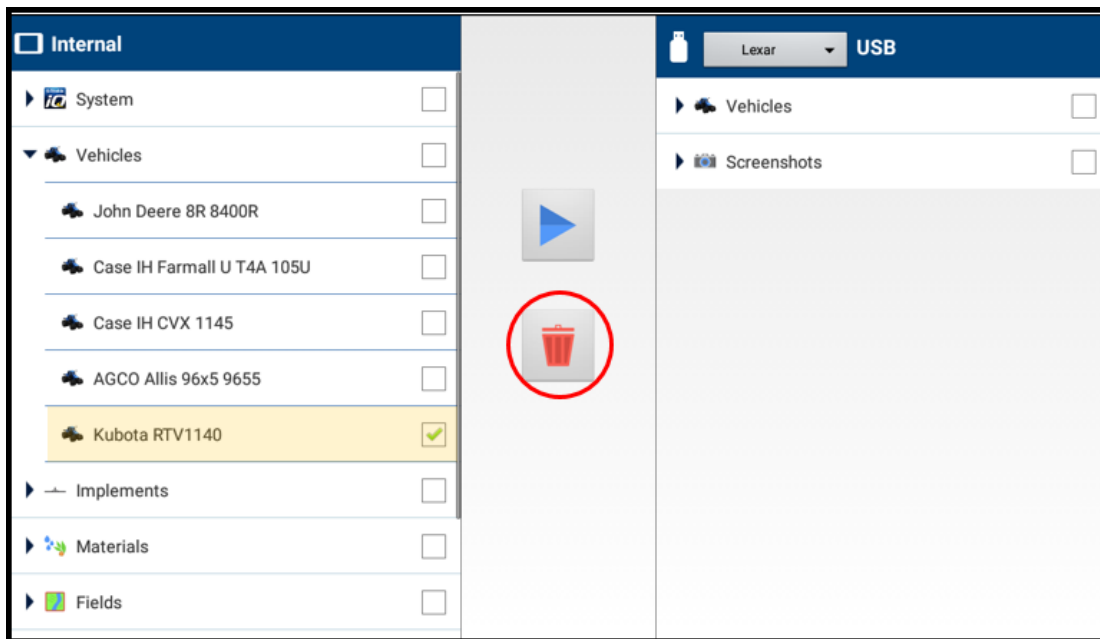 Internal
System
Vehicles
John Deere 8R 8400R
Case IH Farmall U T4A 105U
Case IH CVX 1145
AGCO Allis 96x5 9655
Kubota RTV1140
Implements
Materials
Fields
Lexar
USB
Vehicles
Screenshots